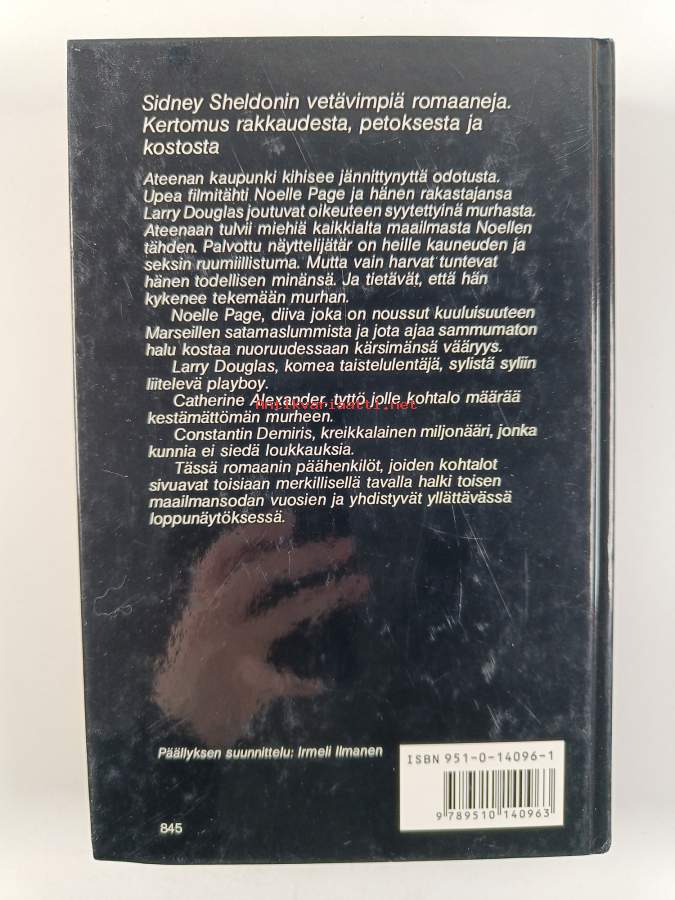 Sidney Sheldonin vetävimpiä romaaneja.
Kertomus rakkaudesta, petoksesta ja
kostosta
Ateenan kaupunki kihisee jännittynyttä odotusta.
Upea filmitähti Noelle Page ja hänen rakastajansa
Larry Douglas joutuvat oikeuteen syytettyinä murhasta.
Ateenaan tulvii miehiä kaikkialta maailmasta Noellen
tähden. Palvottu näyttelijätär on heille kauneuden ja
seksin ruumiillistuma. Mutta vain harvat tuntevat
hänen todellisen minänsä. Ja tietävät, että hän
kykenee tekemään murhan.
Noelle Page, diiva joka on noussut kuuluisuuteen
Marseillen satamaslummista ja jota ajaa sammumaton
halu kostaa nuoruudessaan kärsimänsä vääryys.
Larry Douglas, komea taistelulentäjä, sylistä syliin
liitelevä playboy.
Catherine Alexander, tyttö jolle kohtalo määrää
Antikvariaatti.net
kestämättömän murheen.
Constantin Demiris, kreikkalainen miljonääri, jonka
kunnia ei siedä loukkauksia.
Tässä romaanin päähenkilöt, joiden kohtalot
sivuavat toisiaan merkillisellä tavalla halki toisen
maailmansodan vuosien ja yhdistyvät yllättävässä
loppunäytöksessä.
Päällyksen suunnittelu: Irmeli Ilmanen
ISBN 951-0-14096-1
9 789510 140963
845